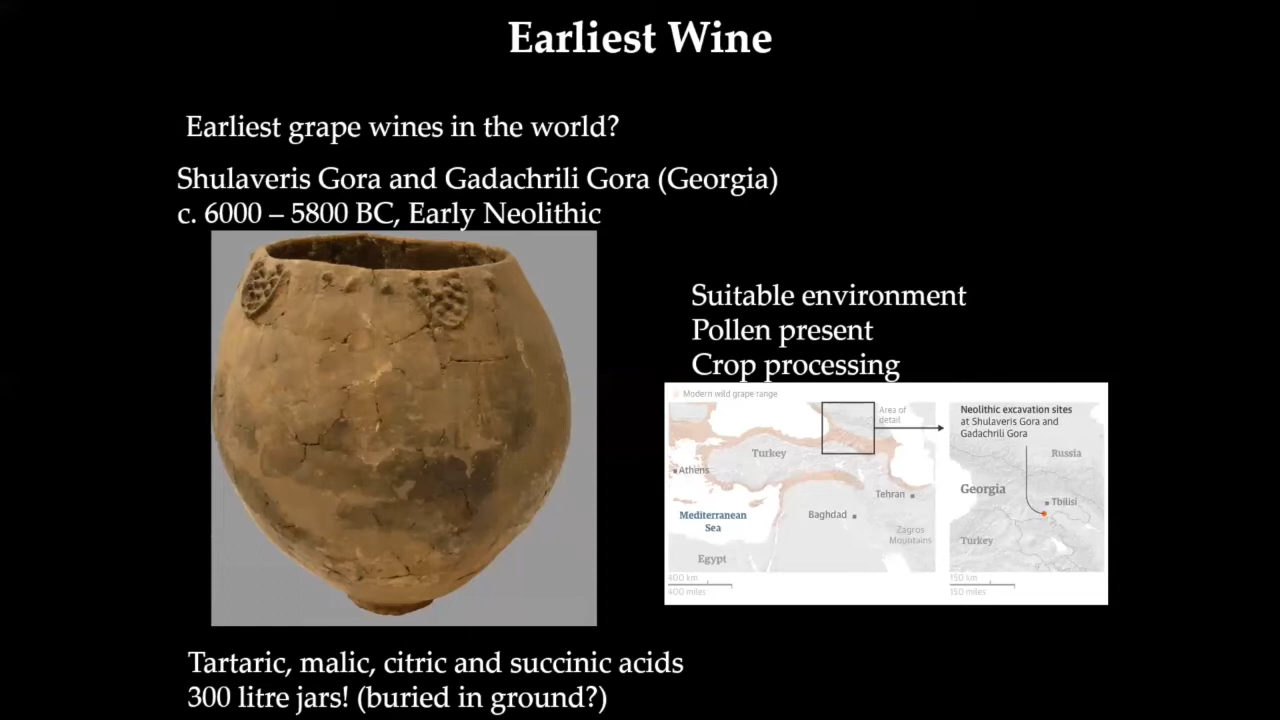 Earliest Wine
Earliest grape wines in the world?
Shulaveris Gora and Gadachrili Gora (Georgia)
c. 6000 – 5800 BC, Early Neolithic
Suitable environment
Pollen present
Crop processing
Modern wild grape range
Area of
detail
Turkey
Athens
Tehran
Mediterranean
Sea
Baghdad
Zagros
Mountains
Egypt
400 km
400 miles
Neolithic excavation sites
at Shulaveris Gora and
Gadachrili Gora
Russia
Georgia
Tbilisi
Turkey
150 km
150 miles
Tartaric, malic, citric and succinic acids
300 litre jars! (buried in ground?)